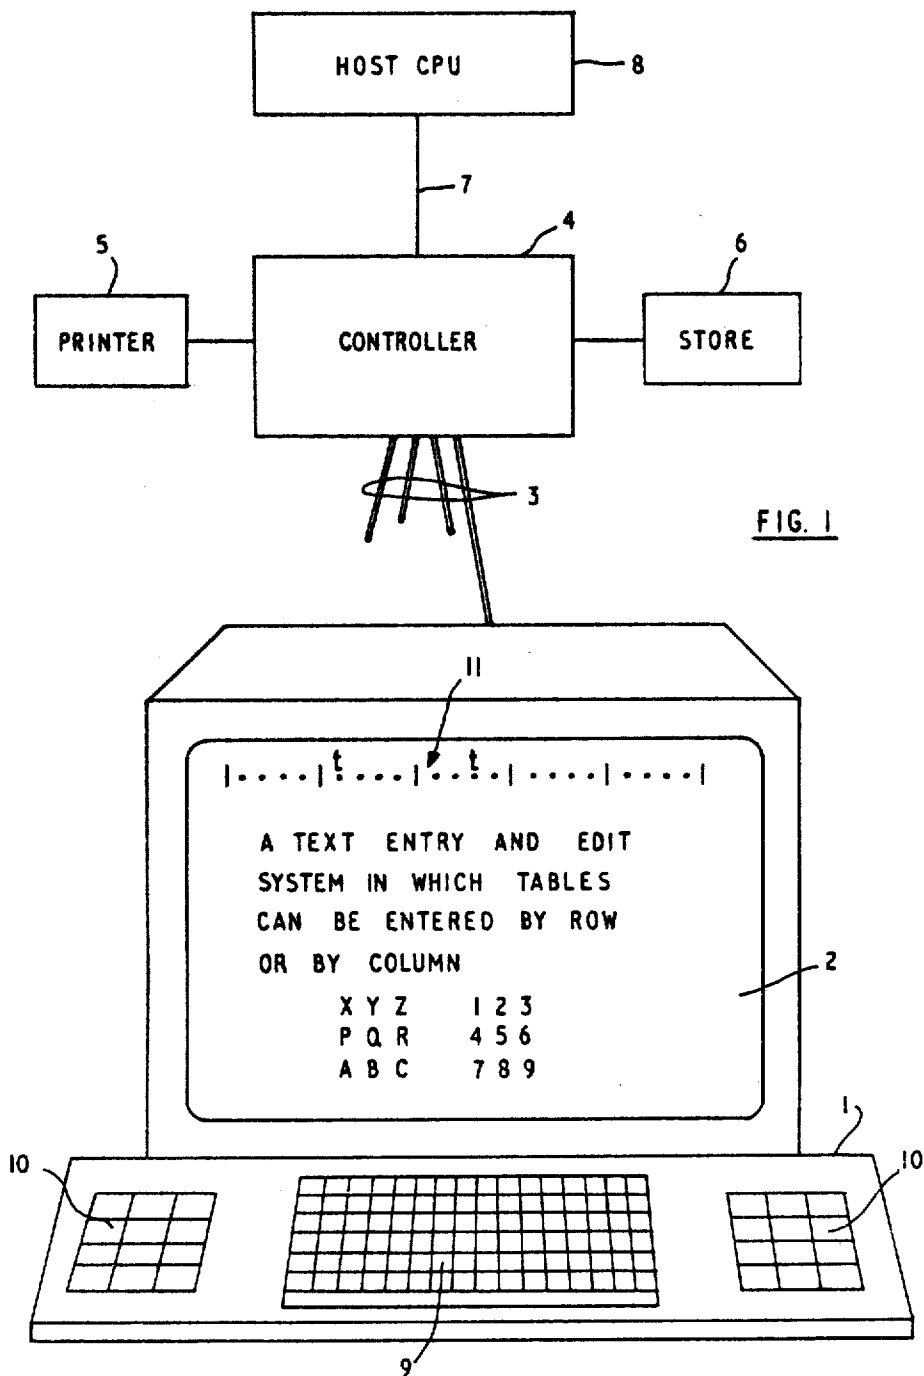 HOST CPU
8
7
4
5
6
PRINTER
CONTROLLER
STORE
3
FIG. 1
11
t t
|....|....|....|....|....|
A TEXT ENTRY AND EDIT
SYSTEM IN WHICH TABLES
CAN BE ENTERED BY ROW
OR BY COLUMN
2
X Y Z 1 2 3
P Q R 4 5 6
A B C 7 8 9
1
10
10
9